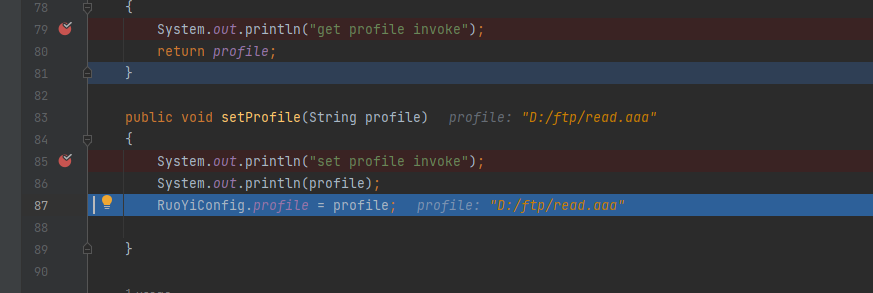 78 {
79 System.out.println("get profile invoke");
80 return profile;
81 }
82
83 public void setProfile(String profile) profile: "D:/ftp/read.aaa"
84 {
85 System.out.println("set profile invoke");
86 System.out.println(profile);
87 RuoYiConfig.profile = profile; profile: "D:/ftp/read.aaa"
88
89 }
90